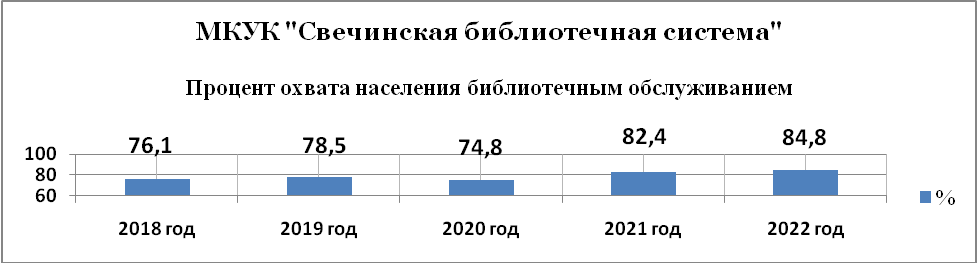 МКУК "Свечинская библиотечная система"
Процент охвата населения библиотечным обслуживанием
76,1 78,5 74,8 82,4 84,8
100
80
60
%
2018 год 2019 год 2020 год 2021 год 2022 год